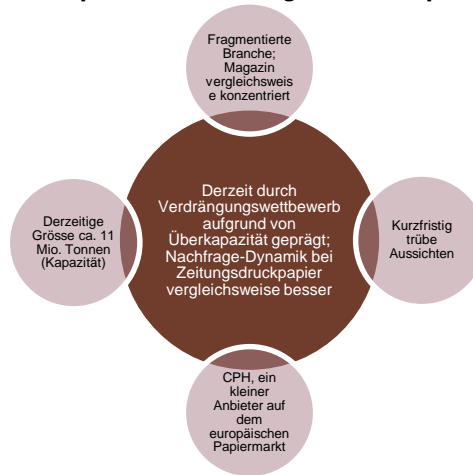 Fragmentierte
Branche;
Magazin
vergleichsweis
e konzentriert
Derzeitige
Grösse ca. 11
Mio. Tonnen
(Kapazität)
Derzeit durch
Verdrängungswettbewerb
aufgrund von
Überkapazität geprägt;
Nachfrage-Dynamik bei
Zeitungsdruckpapier
vergleichsweise besser
Kurzfristig
trübe
Aussichten
CPH, ein
kleiner
Anbieter auf
dem
europäischen
Papiermarkt